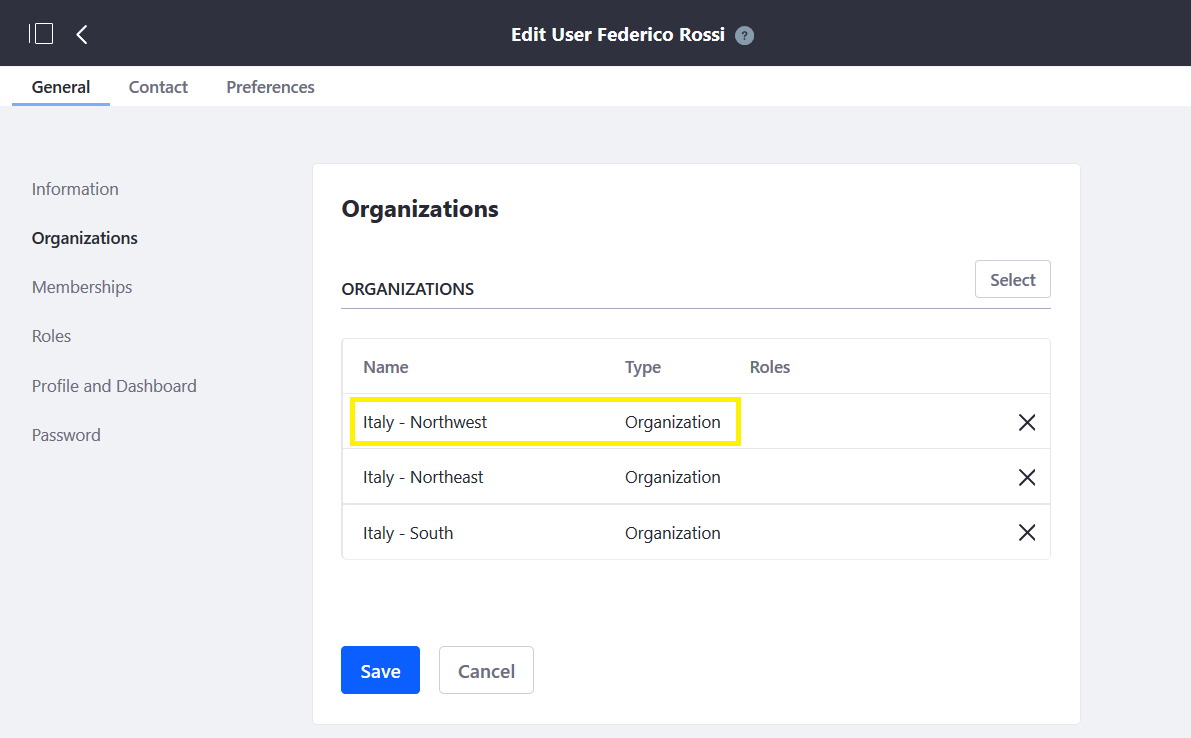 Edit User Federico Rossi ?
General Contact Preferences
Information
Organizations
Memberships
Roles
Profile and Dashboard
Password
Organizations
ORGANIZATIONS Select
Name Type Roles
Italy - Northwest Organization
Italy - Northeast Organization
Italy - South Organization
Save Cancel